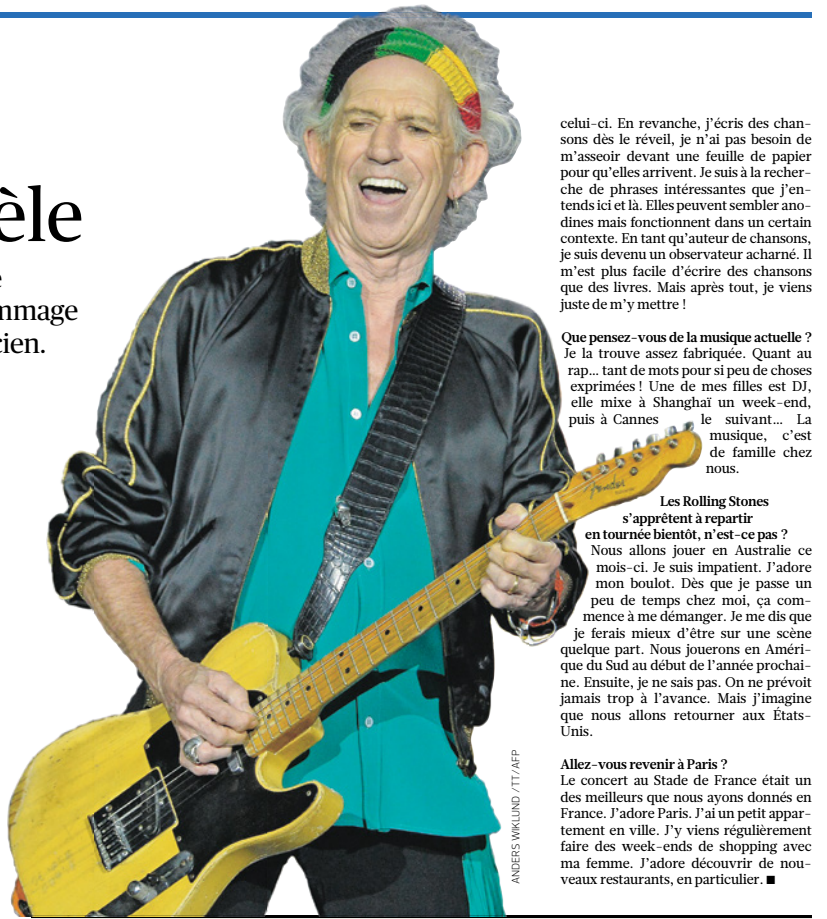 èle
e
mmage
cien.
celui-ci. En revanche, j’écris des chan-
sons dès le réveil, je n’ai pas besoin de
m’asseoir devant une feuille de papier
pour qu’elles arrivent. Je suis à la recher-
che de phrases intéressantes que j’en-
tends ici et là. Elles peuvent sembler ano-
dines mais fonctionnent dans un certain
contexte. En tant qu’auteur de chansons,
je suis devenu un observateur acharné. Il
m’est plus facile d’écrire des chansons
que des livres. Mais après tout, je viens
juste de m’y mettre !
Que pensez-vous de la musique actuelle ?
Je la trouve assez fabriquée. Quant au
rap... tant de mots pour si peu de choses
exprimées ! Une de mes filles est DJ,
elle mixe à Shanghaï un week-end,
puis à Cannes le suivant... La
musique, c’est
de famille chez
nous.
Les Rolling Stones
s’apprêtent à repartir
en tournée bientôt, n’est-ce pas ?
Nous allons jouer en Australie ce
mois-ci. Je suis impatient. J’adore
mon boulot. Dès que je passe un
peu de temps chez moi, ça com-
mence à me démanger. Je me dis que
je ferais mieux d’être sur une scène
quelque part. Nous jouerons en Améri-
que du Sud au début de l’année prochai-
ne. Ensuite, je ne sais pas. On ne prévoit
jamais trop à l’avance. Mais j’imagine
que nous allons retourner aux États-
Unis.
Allez-vous revenir à Paris ?
Le concert au Stade de France était un
des meilleurs que nous ayons donnés en
France. J’adore Paris. J’ai un petit appar-
tement en ville. J’y viens régulièrement
faire des week-ends de shopping avec
ma femme. J’adore découvrir de nou-
veaux restaurants, en particulier. ■
Fender
ANDERS WIKLUND /TT/AFP